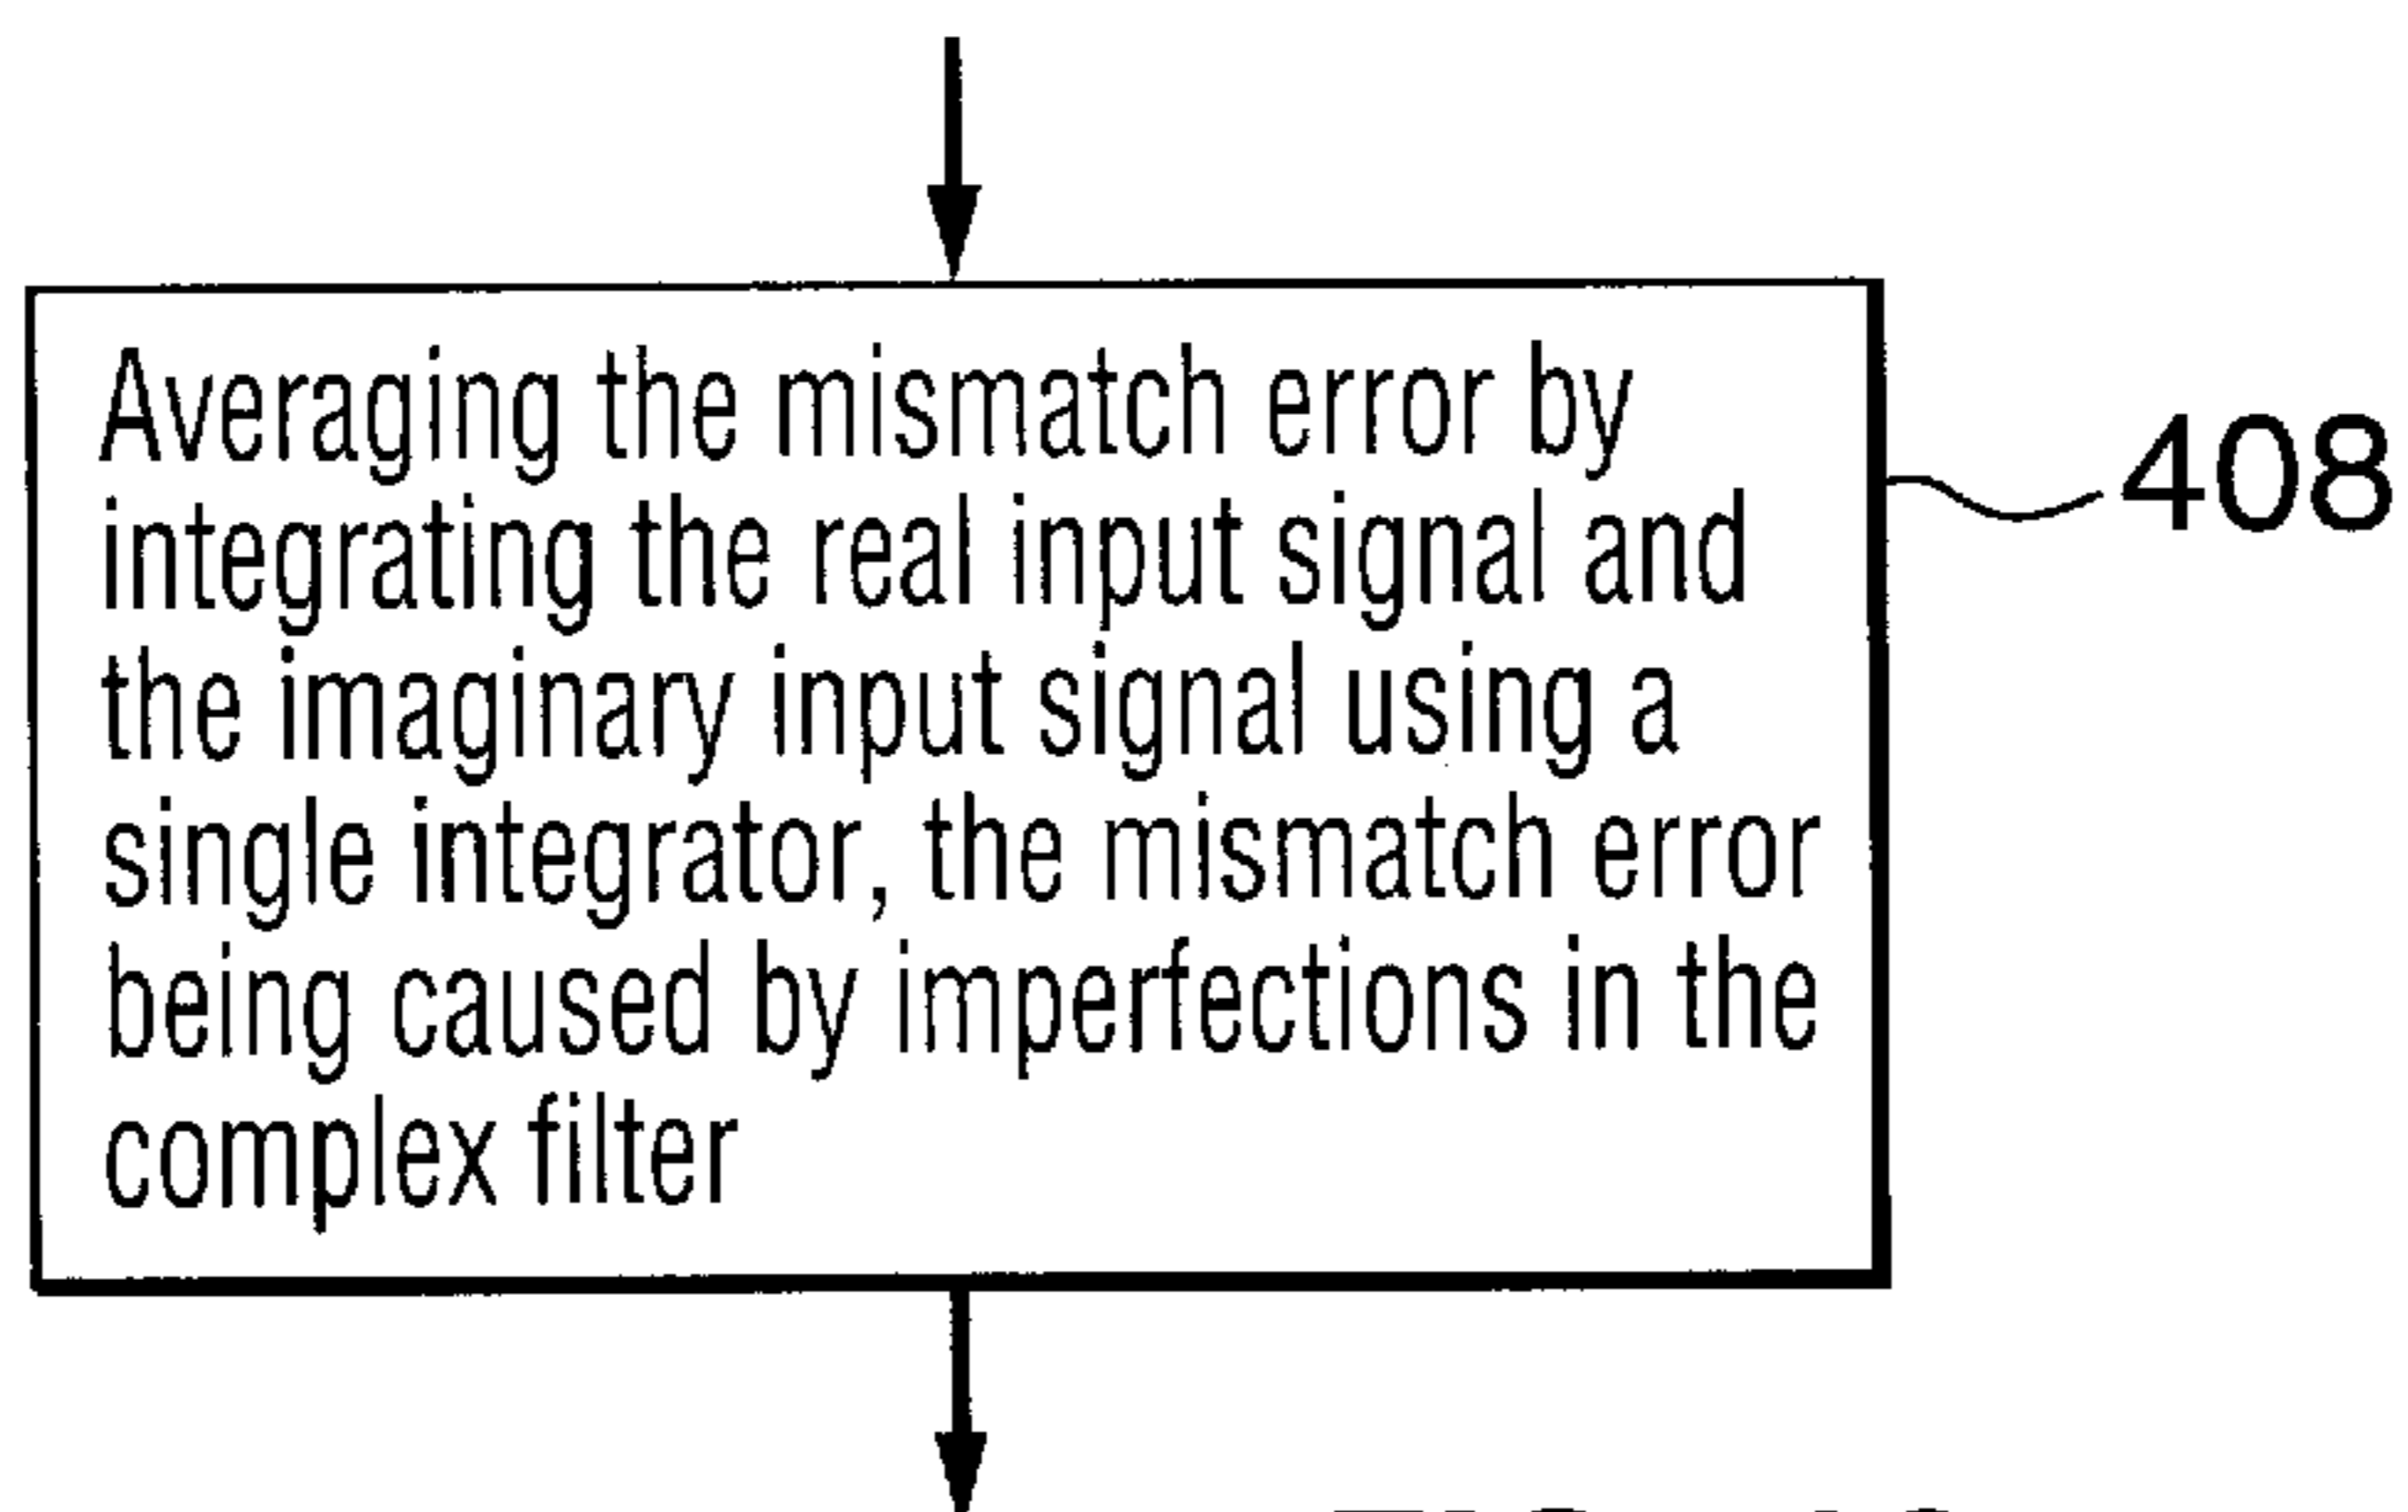 Averaging the mismatch error by
integrating the real input signal and
the imaginary input signal using a
single integrator, the mismatch error
being caused by imperfections in the
complex filter
408